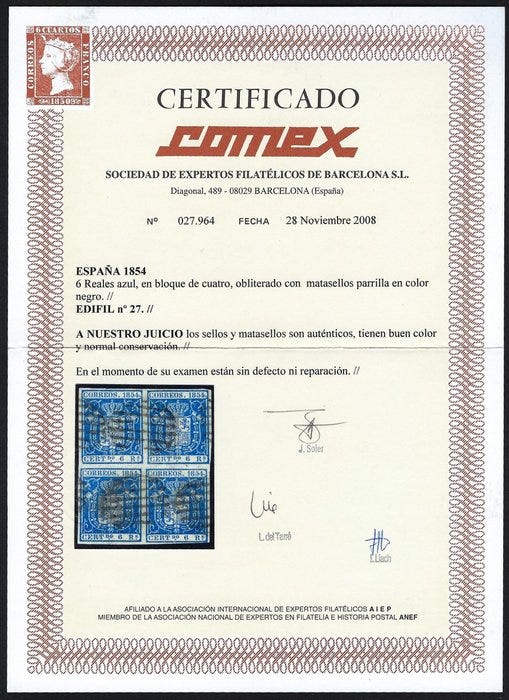 6 CUARTOS
CORREOS
FRANCO
1850
CERTIFICADO
comex
SOCIEDAD DE EXPERTOS FILATÉLICOS DE BARCELONA S.L.
Diagonal, 489 - 08029 BARCELONA (España)
Nº 027.964 FECHA 28 Noviembre 2008
ESPAÑA 1854
6 Reales azul, en bloque de cuatro, obliterado con matasellos parrilla en color
negro. //
EDIFIL nº 27. //
A NUESTRO JUICIO los sellos y matasellos son auténticos, tienen buen color
y normal conservación. //
En el momento de su examen están sin defecto ni reparación. //
CORREOS. 1854. CORREOS. 1854.
CERT.DO 6 Rs CERT.DO 6 Rs
CORREOS. 1854. CORREOS. 1854.
CERT.DO 6 Rs CERT.DO 6 Rs
J. Soler
L. del Tarré
E. Llach
AFILIADO A LA ASOCIACIÓN INTERNACIONAL DE EXPERTOS FILATÉLICOS A I E P
MIEMBRO DE LA ASOCIACIÓN NACIONAL DE EXPERTOS EN FILATELIA E HISTORIA POSTAL ANEF